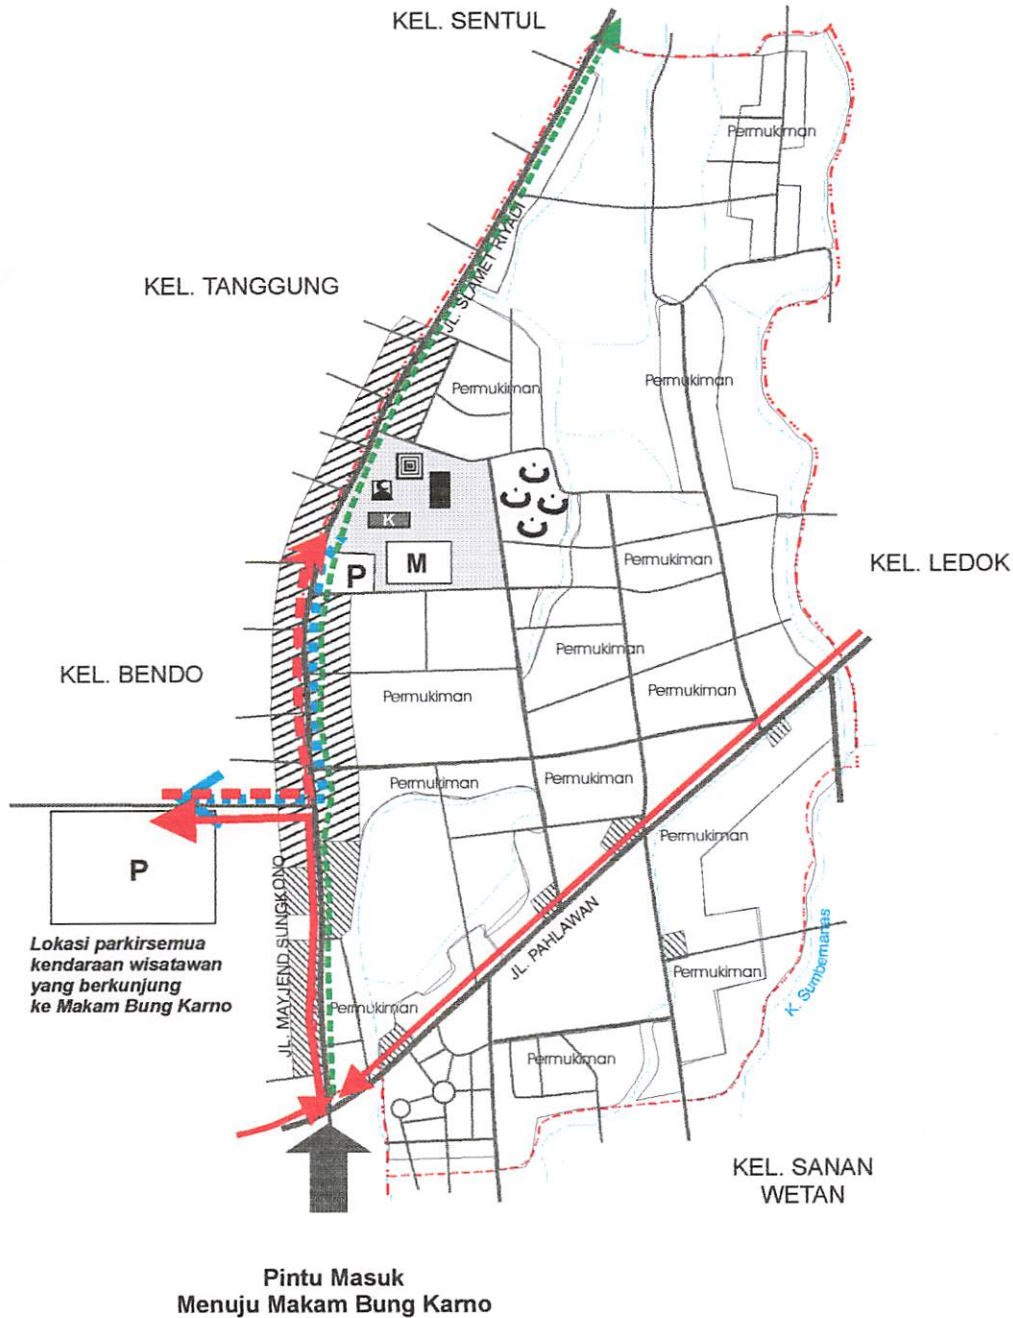 KEL. SENTUL
Permukiman
JL. SLAMET RIYADI
KEL. TANGGUNG
Permukiman
Permukiman
K
P
M
Permukiman
KEL. LEDOK
Permukiman
KEL. BENDO
Permukiman
Permukiman
Permukiman
Permukiman
Permukiman
P
JL. MAYJEND SUNGKONO
JL. PAHLAWAN
K. Sumbernanas
Lokasi parkirsemua
kendaraan wisatawan
yang berkunjung
ke Makam Bung Karno
Permukiman
Permukiman
Permukiman
KEL. SANAN
WETAN
Pintu Masuk
Menuju Makam Bung Karno